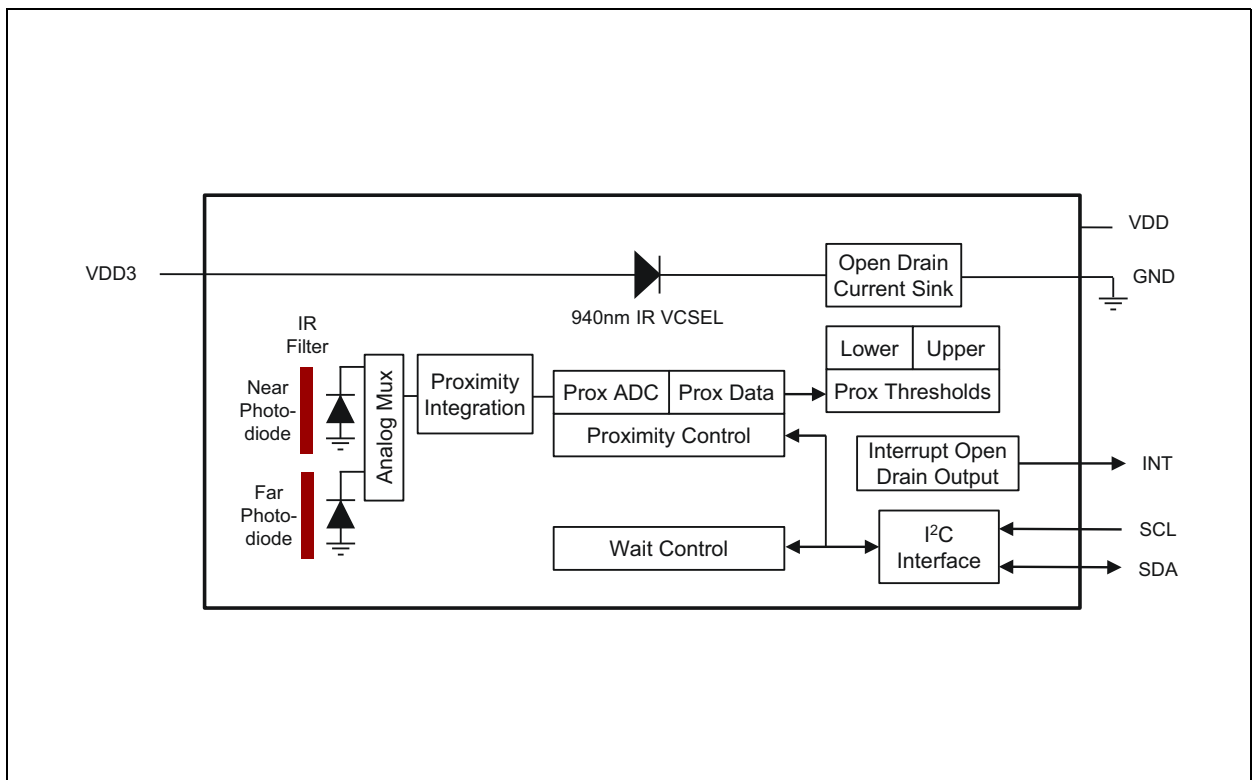 VDD
VDD3
Open Drain
Current Sink
GND
940nm IR VCSEL
IR
Filter
Near
Photo-
diode
Far
Photo-
diode
Analog Mux
Proximity
Integration
Prox ADC
Prox Data
Proximity Control
Lower
Upper
Prox Thresholds
Interrupt Open
Drain Output
INT
Wait Control
I²C
Interface
SCL
SDA